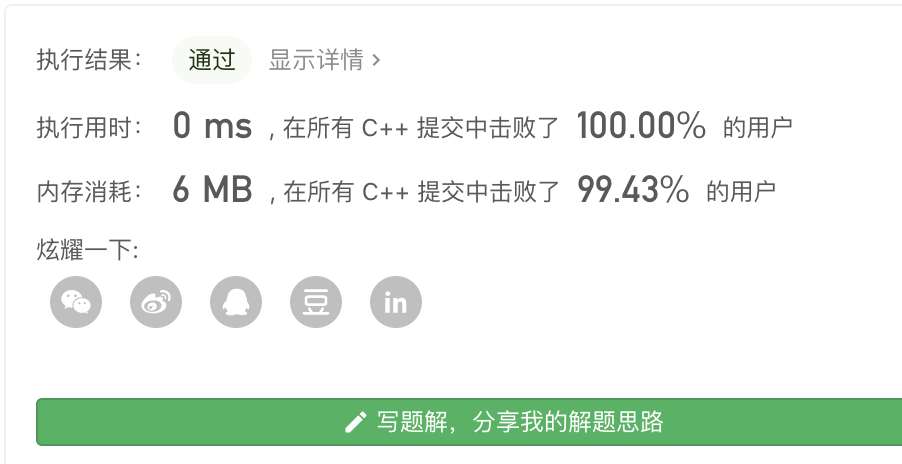 执行结果： 通过 显示详情 >
执行用时： 0 ms , 在所有 C++ 提交中击败了 100.00% 的用户
内存消耗： 6 MB , 在所有 C++ 提交中击败了 99.43% 的用户
炫耀一下:
豆 in
写题解，分享我的解题思路